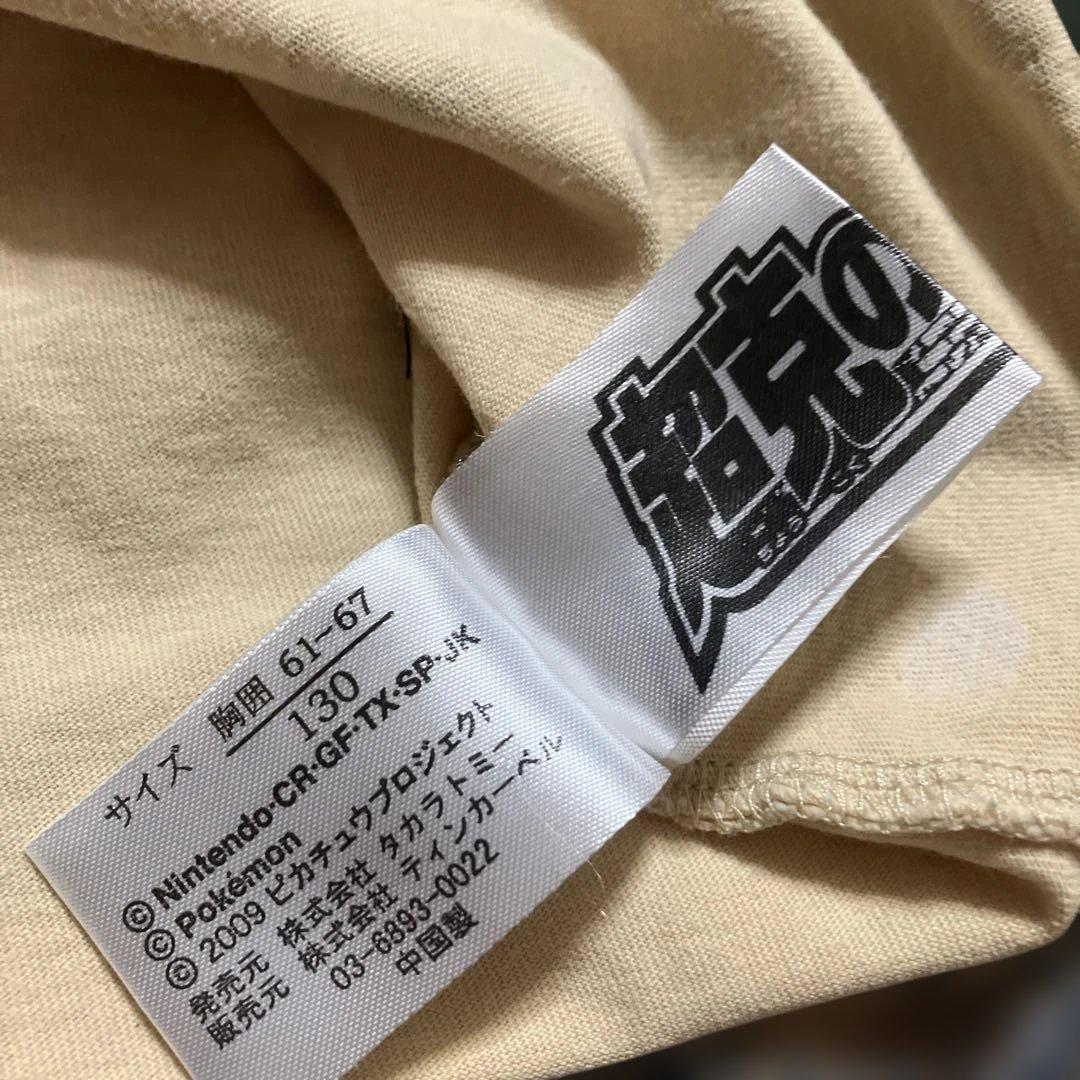 超克の
サイズ 胸囲 61-67
130
©Nintendo・CR・GF・TX・SP・JK
©Pokémon
© 2009 ピカチュウプロジェクト
発売元 株式会社 タカラトミー
販売元 株式会社 ティンカーベル
03-6893-0022
中国製